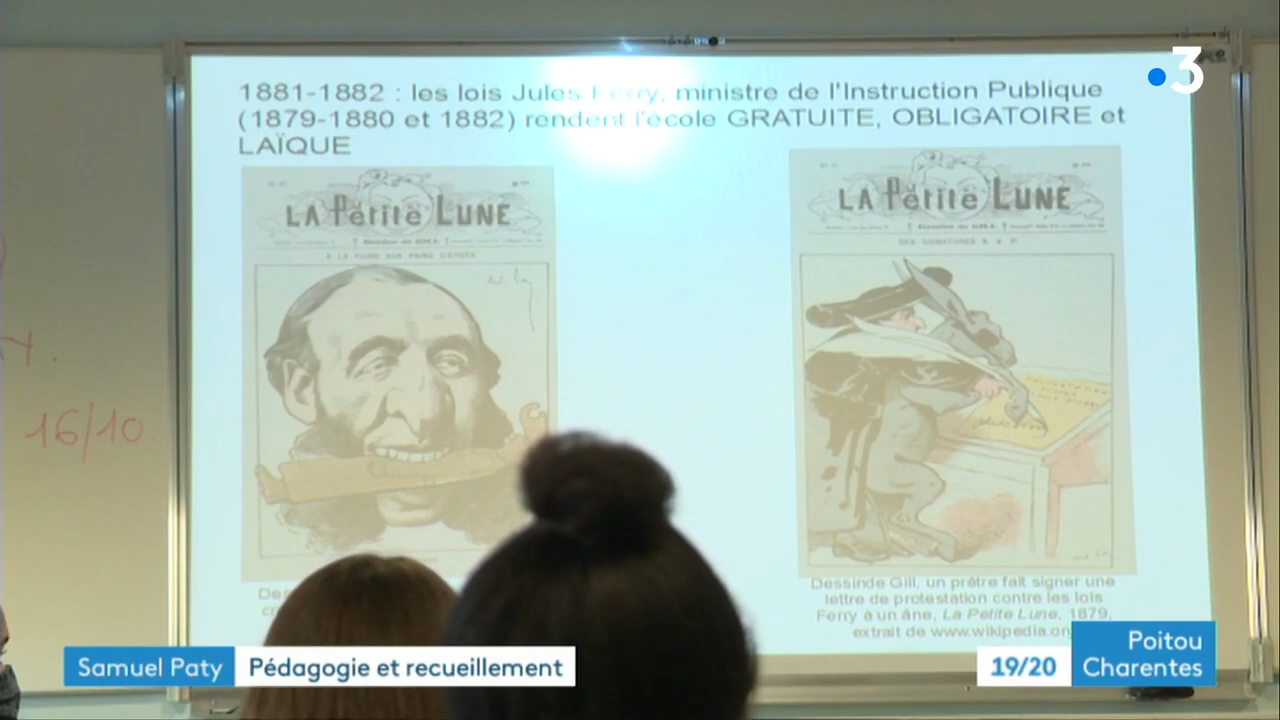 3
1881-1882 : les lois Jules Ferry, ministre de l'Instruction Publique
(1879-1880 et 1882) rendent l'école GRATUITE, OBLIGATOIRE et
LAÏQUE
LA Petite LUNE
LA Petite LUNE
DES SIGNATURES S. V. P.
16/10.
Dessinde Gill, un prêtre fait signer une
lettre de protestation contre les lois
Ferry à un âne, La Petite Lune, 1879,
extrait de www.wikipedia.org
Samuel Paty Pédagogie et recueillement
19/20
Poitou
Charentes